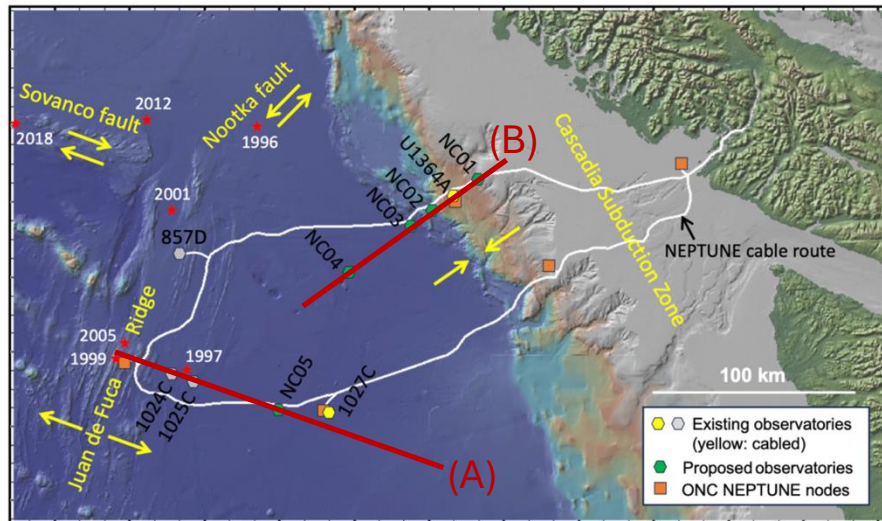 Sovanco fault
2012
2018
Nootka fault
1996
2001
857D
(B)
NC01
U1364A
NC02
NC03
NC04
Cascadia Subduction Zone
NEPTUNE cable route
Juan de Fuca Ridge
2005
1999
1997
1024C
1025C
NC05
1027C
(A)
100 km
Existing observatories
(yellow: cabled)
Proposed observatories
ONC NEPTUNE nodes